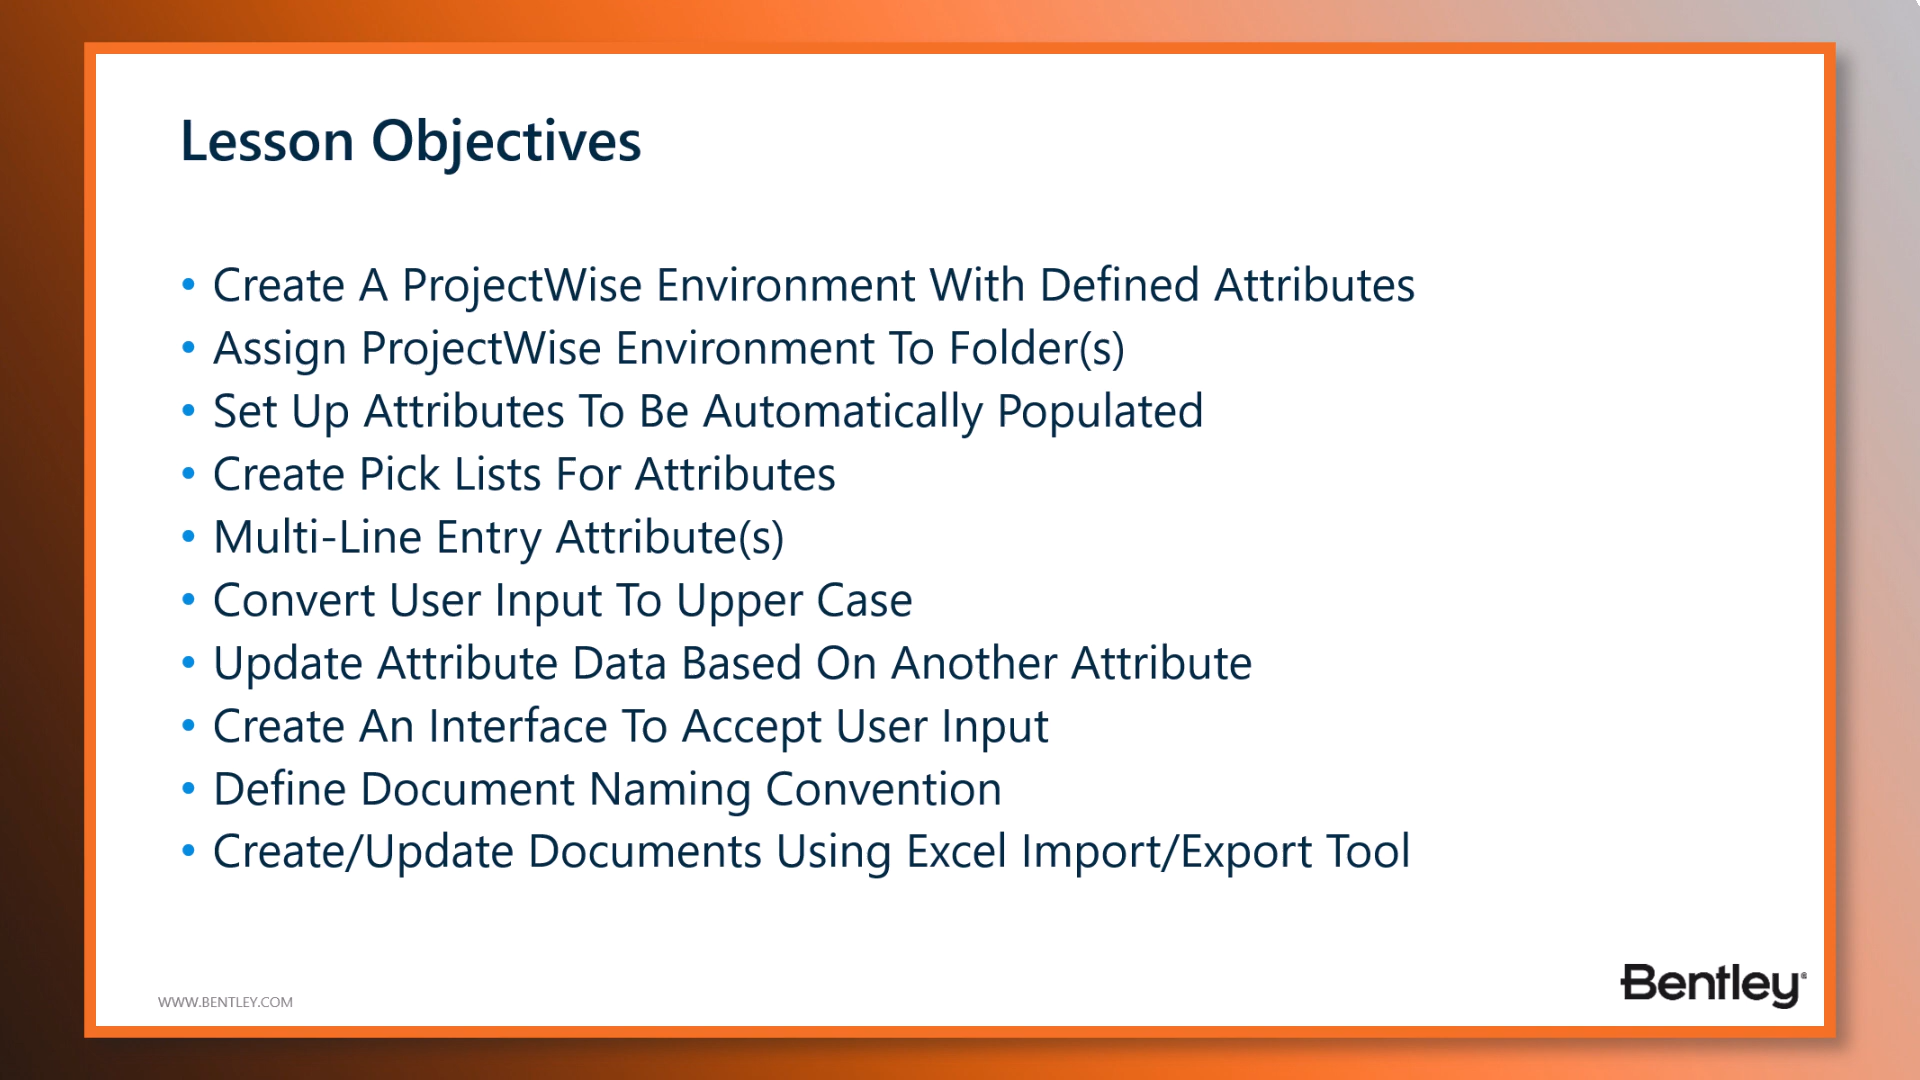 Lesson Objectives
• Create A ProjectWise Environment With Defined Attributes
• Assign ProjectWise Environment To Folder(s)
• Set Up Attributes To Be Automatically Populated
• Create Pick Lists For Attributes
• Multi-Line Entry Attribute(s)
• Convert User Input To Upper Case
• Update Attribute Data Based On Another Attribute
• Create An Interface To Accept User Input
• Define Document Naming Convention
• Create/Update Documents Using Excel Import/Export Tool
WWW.BENTLEY.COM
Bentley®